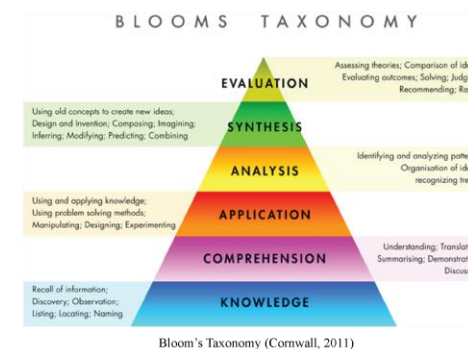 BLOOMS TAXONOMY
Assessing theories; Comparison of
Evaluating outcomes; Solving;
Recommending;
EVALUATION
Using old concepts to create new ideas;
Design and Invention; Composing; Imagining;
Inferring; Modifying; Predicting; Combining
SYNTHESIS
Identifying and analyzing
Organisation of
recognizing
ANALYSIS
Using and applying knowledge;
Using problem solving methods;
Manipulating; Designing; Experimenting
APPLICATION
Understanding;
Summarising;
COMPREHENSION
Recall of information;
Discovery; Observation;
Listing; Locating; Naming
KNOWLEDGE
Bloom's Taxonomy (Cornwall, 2011)